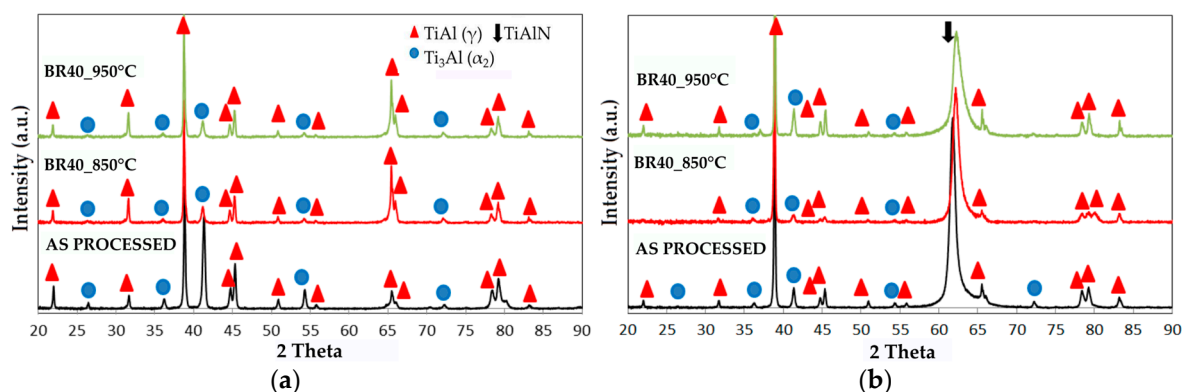 (a)
Intensity (a.u.)
TiAl (γ) TiAlN
Ti₃Al (α₂)
BR40_950°C
BR40_850°C
AS PROCESSED
20 25 30 35 40 45 50 55 60 65 70 75 80 85 90
2 Theta
(b)
Intensity (a.u.)
BR40_950°C
BR40_850°C
AS PROCESSED
20 25 30 35 40 45 50 55 60 65 70 75 80 85 90
2 Theta
(a)
(b)